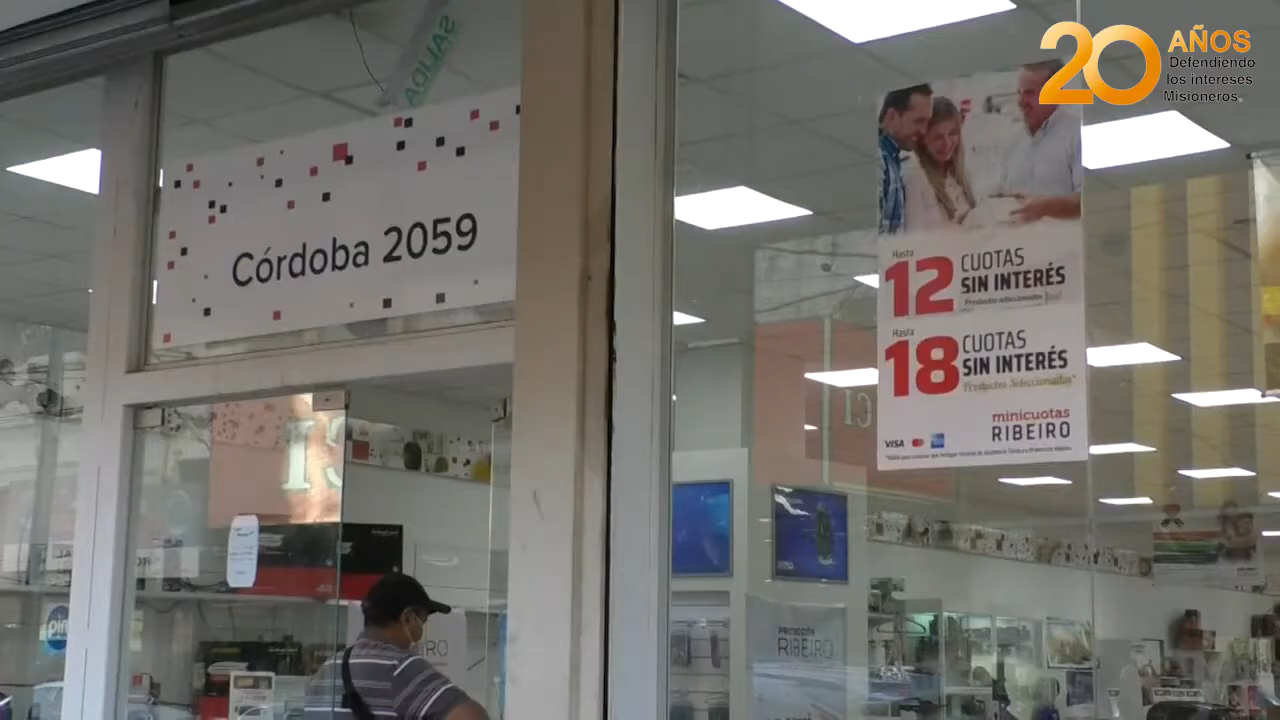 20 AÑOS
Defendiendo
los intereses
Misioneros.
SALIDA
Córdoba 2059
Hasta
12 CUOTAS
SIN INTERÉS
Productos seleccionados
Hasta
18 CUOTAS
SIN INTERÉS
Productos Seleccionados*
minicuotas
RIBEIRO
VISA
RIBEIRO